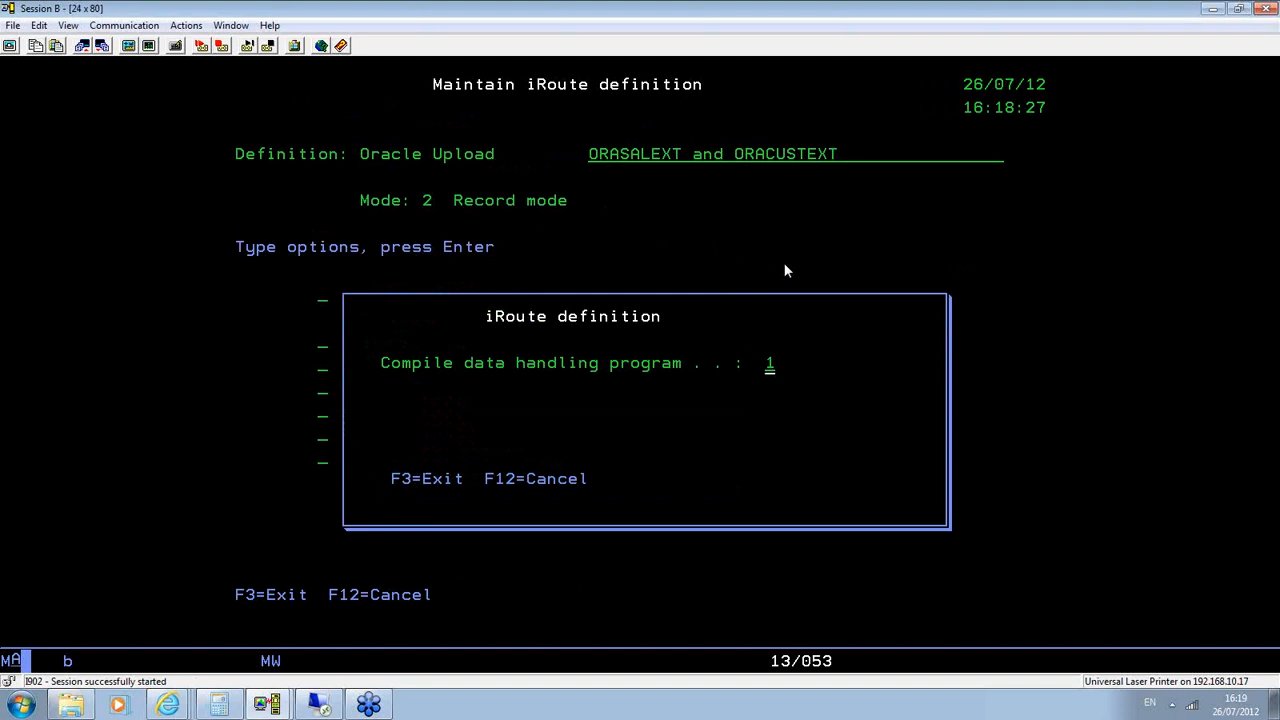 Session B - [24 x 80]
File Edit View Communication Actions Window Help
Maintain iRoute definition 26/07/12
16:18:27
Definition: Oracle Upload ORASALEXT and ORACUSTEXT
Mode: 2 Record mode
Type options, press Enter
iRoute definition
Compile data handling program . . : 1
F3=Exit F12=Cancel
F3=Exit F12=Cancel
MA b MW 13/053
I902 - Session successfully started Universal Laser Printer on 192.168.10.17
EN 16:19
26/07/2012